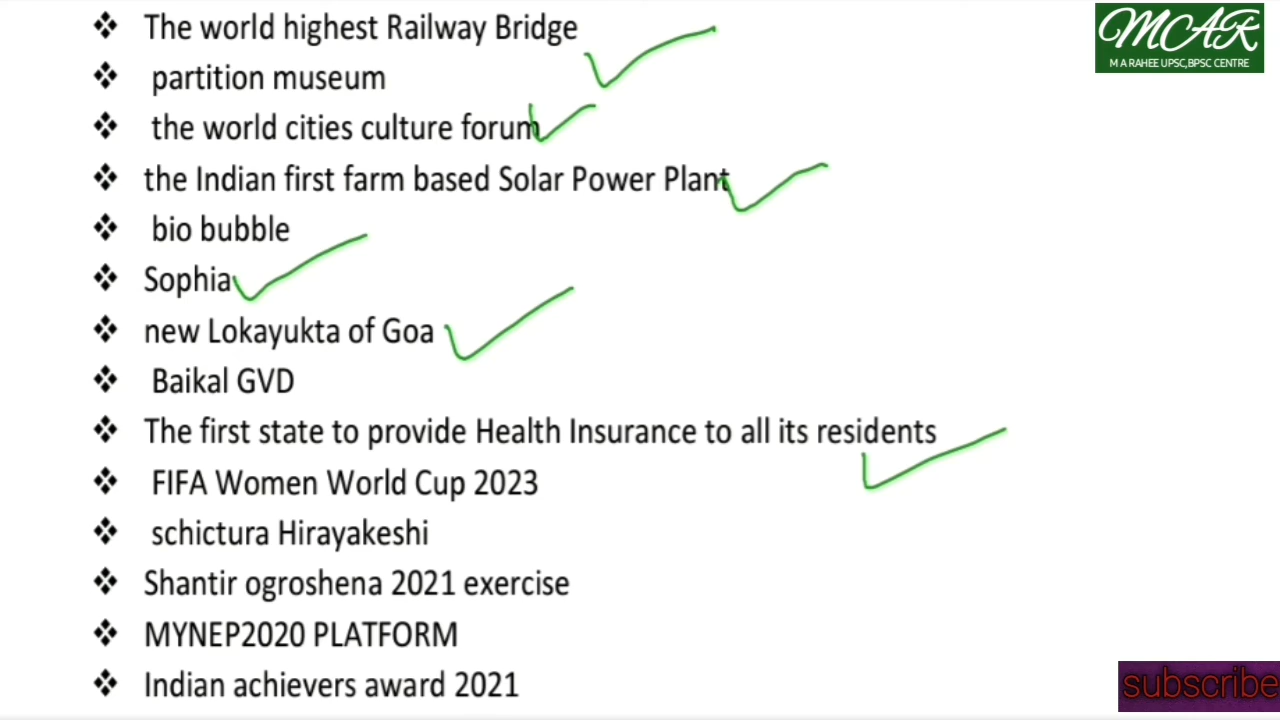 ❖ The world highest Railway Bridge
❖ partition museum
❖ the world cities culture forum
❖ the Indian first farm based Solar Power Plant
❖ bio bubble
❖ Sophia
❖ new Lokayukta of Goa
❖ Baikal GVD
❖ The first state to provide Health Insurance to all its residents
❖ FIFA Women World Cup 2023
❖ schictura Hirayakeshi
❖ Shantir ogroshena 2021 exercise
❖ MYNEP2020 PLATFORM
❖ Indian achievers award 2021
MCAR
M A RAHEE UPSC,BPSC CENTRE
subscribe